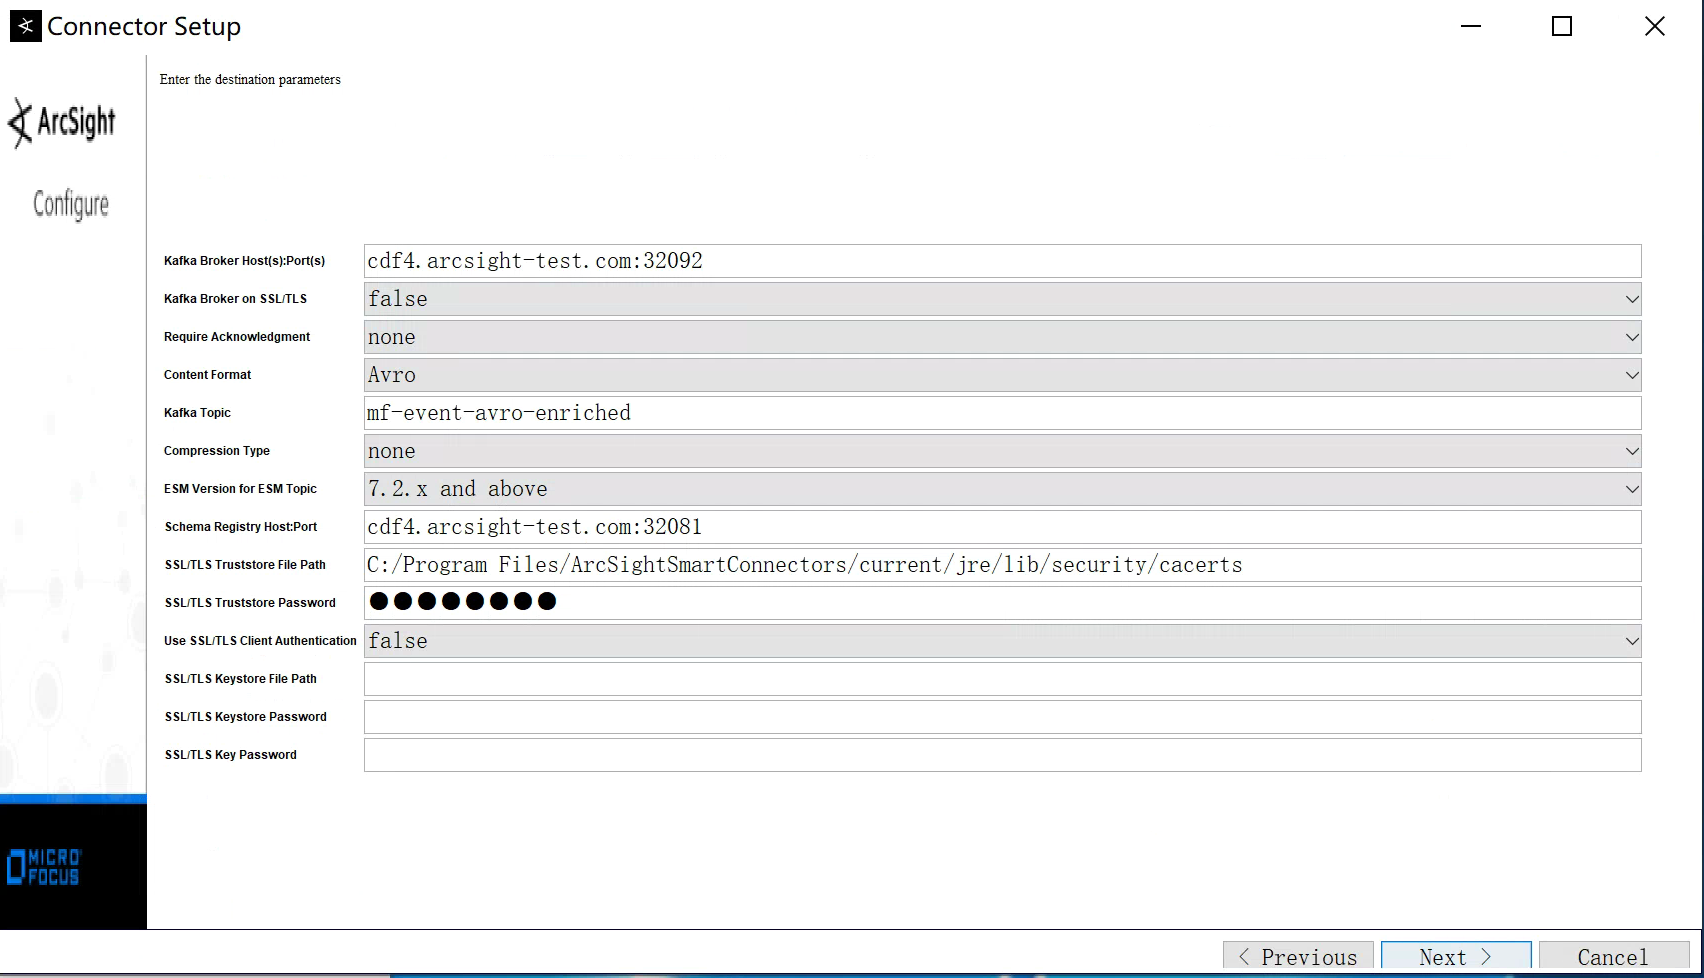 Connector Setup
Enter the destination parameters
ArcSight
Configure
Kafka Broker Host(s):Port(s) cdf4.arcsight-test.com:32092
Kafka Broker on SSL/TLS false
Require Acknowledgment none
Content Format Avro
Kafka Topic mf-event-avro-enriched
Compression Type none
ESM Version for ESM Topic 7.2.x and above
Schema Registry Host:Port cdf4.arcsight-test.com:32081
SSL/TLS Truststore File Path C:/Program Files/ArcSightSmartConnectors/current/jre/lib/security/cacerts
SSL/TLS Truststore Password ●●●●●●●●
Use SSL/TLS Client Authentication false
SSL/TLS Keystore File Path
SSL/TLS Keystore Password
SSL/TLS Key Password
MICRO
FOCUS
< Previous Next > Cancel